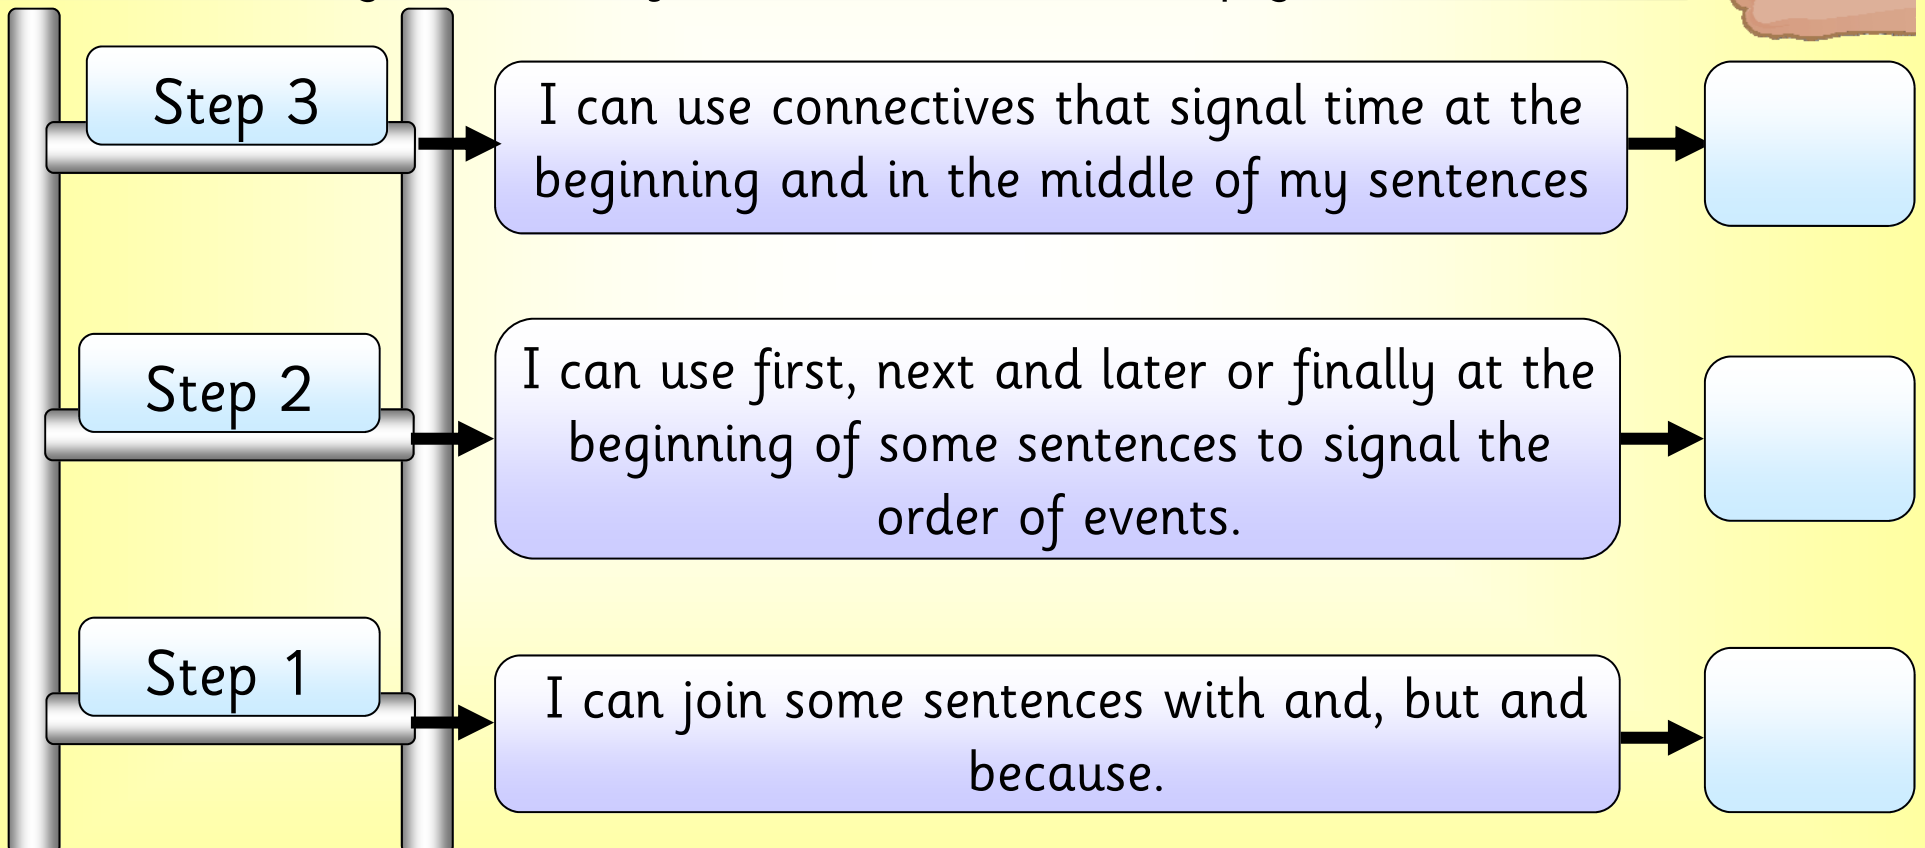 Step 3
I can use connectives that signal time at the
beginning and in the middle of my sentences
Step 2
I can use first, next and later or finally at the
beginning of some sentences to signal the
order of events.
Step 1
I can join some sentences with and, but and
because.